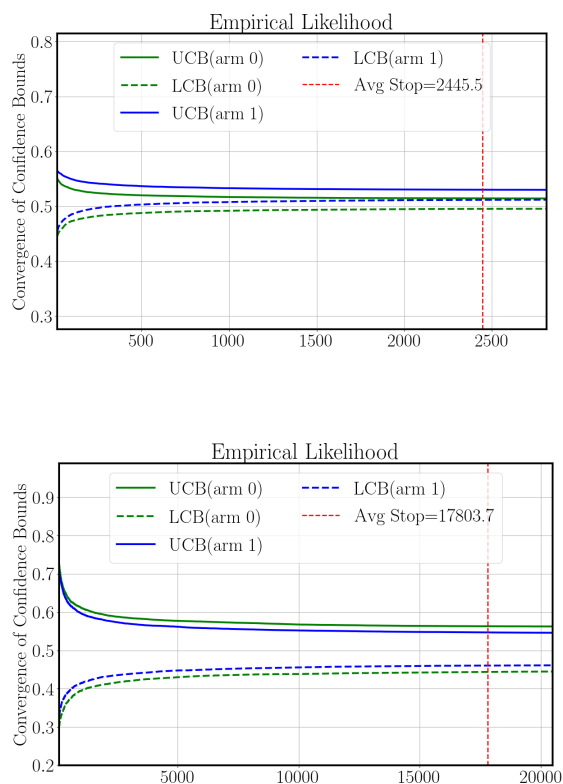 Empirical Likelihood
Convergence of Confidence Bounds
0.8
0.7
0.6
0.5
0.4
0.3
UCB(arm 0)
LCB(arm 0)
UCB(arm 1)
LCB(arm 1)
Avg Stop=2445.5
500
1000
1500
2000
2500
Empirical Likelihood
Convergence of Confidence Bounds
0.9
0.8
0.7
0.6
0.5
0.4
0.3
0.2
UCB(arm 0)
LCB(arm 0)
UCB(arm 1)
LCB(arm 1)
Avg Stop=17803.7
5000
10000
15000
20000